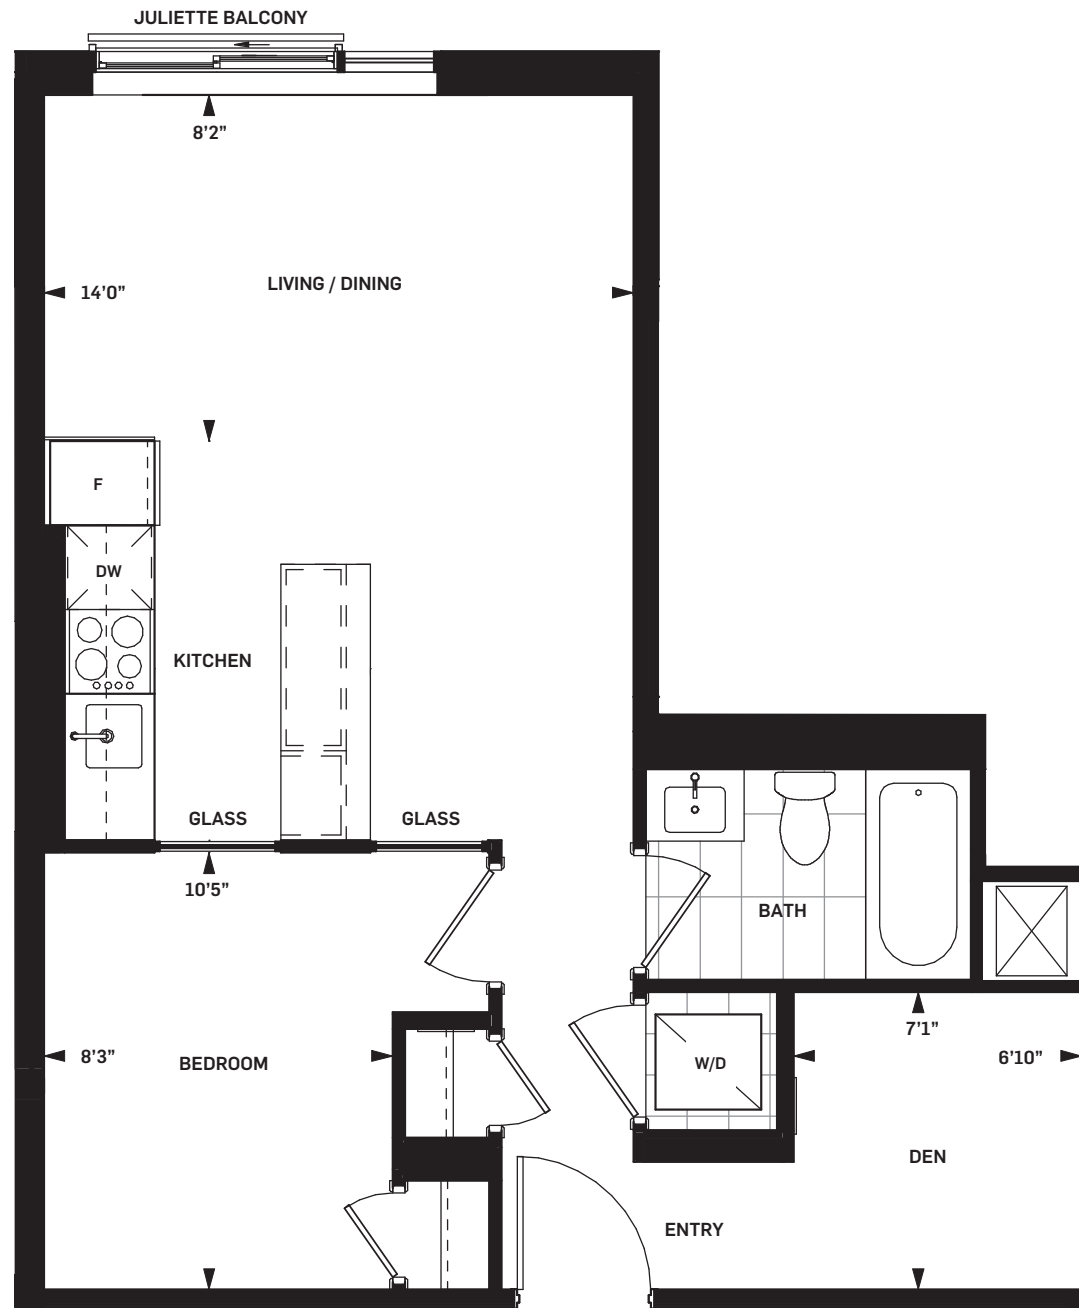 JULIETTE BALCONY
8’2”
LIVING / DINING
14’0”
F
DW
KITCHEN
GLASS GLASS
10’5”
BATH
7’1”
8’3”
BEDROOM
W/D
6’10”
DEN
ENTRY